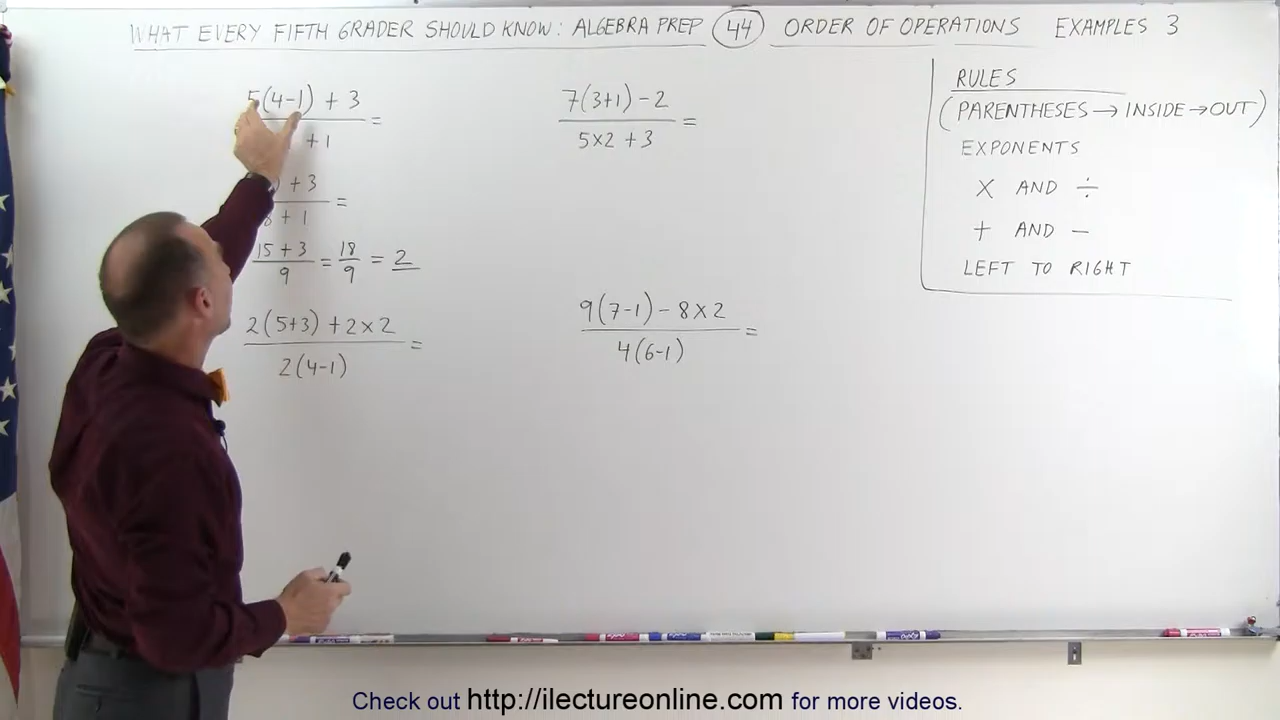 WHAT EVERY FIFTH GRADER SHOULD KNOW: ALGEBRA PREP 44 ORDER OF OPERATIONS EXAMPLES 3
5(4-1) + 3
+ 1 =
) + 3
8 + 1 =
15 + 3 / 9 = 18 / 9 = 2
2(5+3) + 2×2
2(4-1) =
7(3+1) - 2
5×2 + 3 =
9(7-1) - 8×2
4(6-1) =
RULES
(PARENTHESES → INSIDE → OUT)
EXPONENTS
× AND ÷
+ AND −
LEFT TO RIGHT
Check out http://ilectureonline.com for more videos.